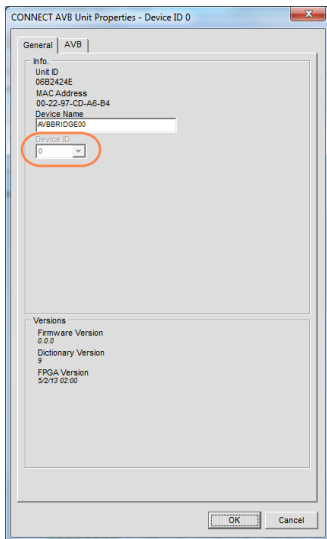 CONNECT AVB Unit Properties - Device ID 0
General AVB
Info.
Unit ID
06B2424E
MAC Address
00-22-97-CD-A6-B4
Device Name
AVBBRIDGE00
Device ID
0
Versions
Firmware Version
0.0.0
Dictionary Version
9
FPGA Version
5/2/13 02:00
OK Cancel